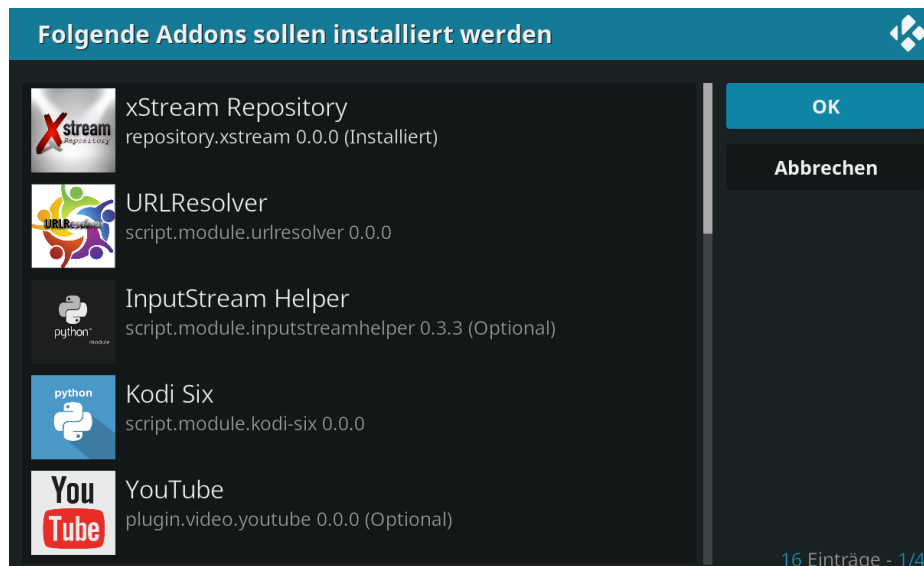 Folgende Addons sollen installiert werden
Xstream
Repository
xStream Repository
repository.xstream 0.0.0 (Installiert)
OK
Abbrechen
URLResolver
URLResolver
script.module.urlresolver 0.0.0
python
module
InputStream Helper
script.module.inputstreamhelper 0.3.3 (Optional)
python
Kodi Six
script.module.kodi-six 0.0.0
You
Tube
YouTube
plugin.video.youtube 0.0.0 (Optional)
16 Einträge - 1/4